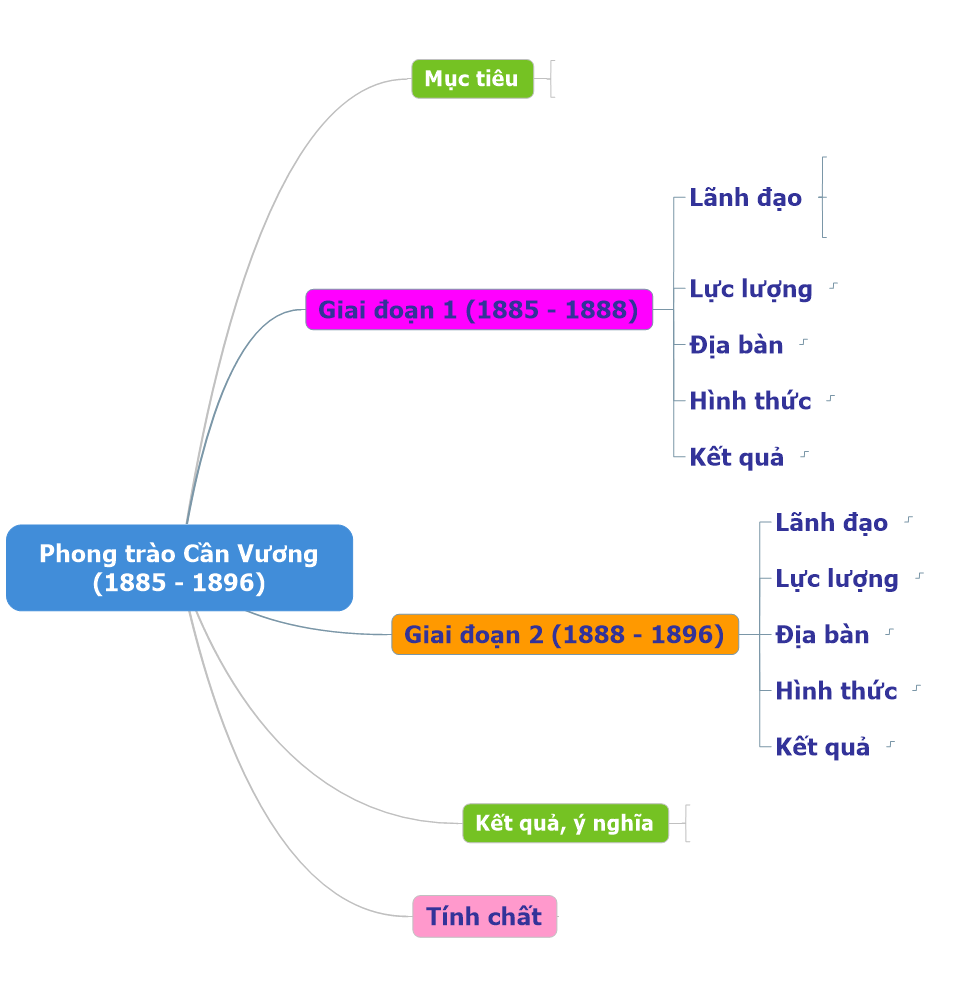 Mục tiêu
Lãnh đạo
Lực lượng
Giai đoạn 1 (1885 - 1888)
Địa bàn
Hình thức
Kết quả
Phong trào Cần Vương
(1885 - 1896)
Lãnh đạo
Lực lượng
Giai đoạn 2 (1888 - 1896)
Địa bàn
Hình thức
Kết quả
Kết quả, ý nghĩa
Tính chất